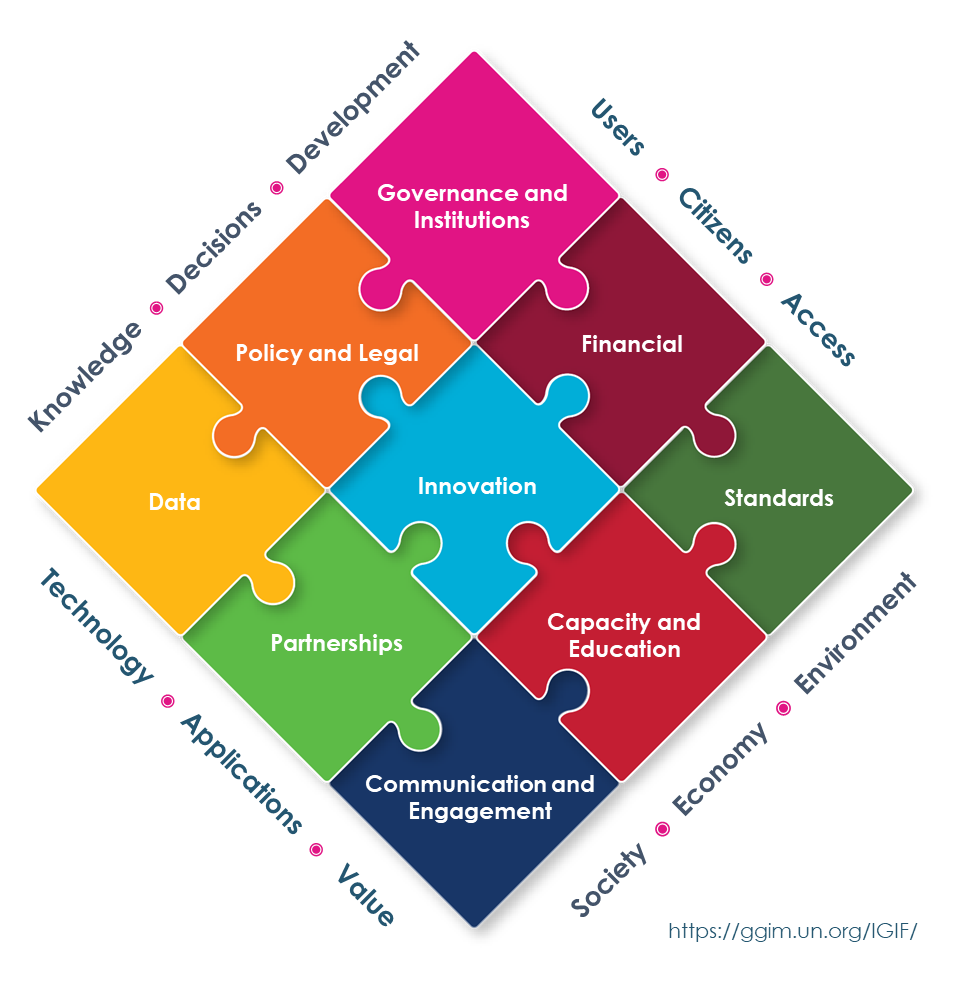 Knowledge ◉ Decisions ◉ Development
Users ◉ Citizens ◉ Access
Governance and
Institutions
Policy and Legal
Financial
Data
Innovation
Standards
Partnerships
Capacity and
Education
Communication and
Engagement
Technology ◉ Applications ◉ Value
Society ◉ Economy ◉ Environment
https://ggim.un.org/IGIF/